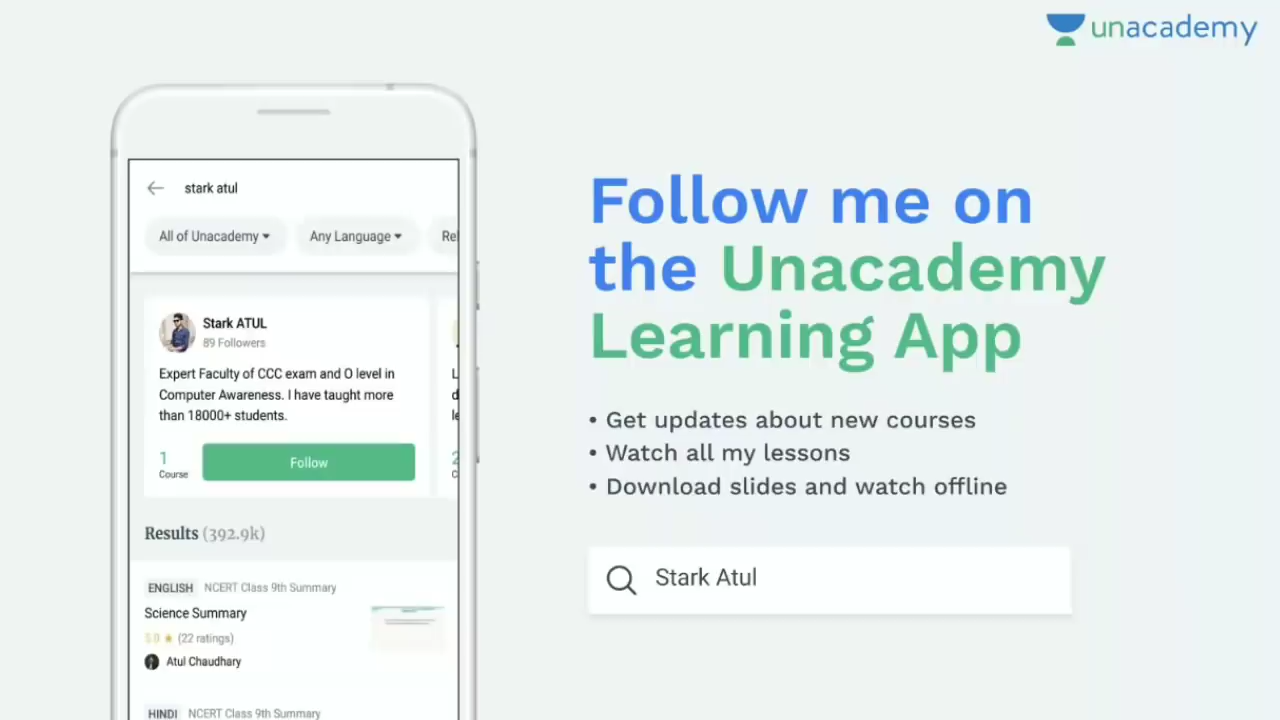 unacademy
stark atul
All of Unacademy
Any Language
Rel
Stark ATUL
89 Followers
Expert Faculty of CCC exam and O level in
Computer Awareness. I have taught more
than 18000+ students.
1
Course
Follow
Results (392.9k)
ENGLISH NCERT Class 9th Summary
Science Summary
5.0 ★ (22 ratings)
Atul Chaudhary
HINDI NCERT Class 9th Summary
Follow me on
the Unacademy
Learning App
• Get updates about new courses
• Watch all my lessons
• Download slides and watch offline
Stark Atul